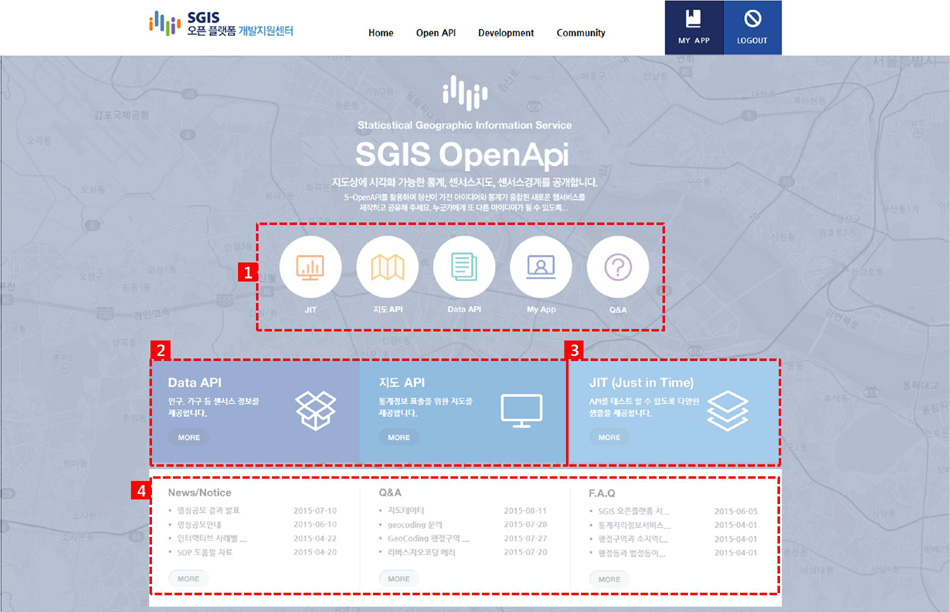 SGIS
오픈 플랫폼 개발지원센터
Home
Open API
Development
Community
MY APP
LOGOUT
서울특별시
김포국제공항
Staticstical Geographic Information Service
SGIS OpenApi
지도상에 시각화 가능한 통계, 센서스지도, 센서스경계를 공개합니다.
S-OpenAPI를 활용하여 당신이 가진 아이디어와 통계가 융합된 새로운 웹서비스를
제작하고 공유해 주세요. 누군가에게 또 다른 아이디어가 될 수 있도록...
1
JIT
지도 API
Data API
My App
Q&A
2
Data API
인구, 가구 등 센서스 정보를
제공합니다.
MORE
지도 API
통계정보 표출을 위한 지도를
제공합니다.
MORE
3
JIT (Just in Time)
API를 테스트 할 수 있도록 다양한
샘플을 제공합니다.
MORE
4
News/Notice
명칭공모 결과 발표 2015-07-10
명칭공모안내 2015-06-10
인터랙티브 사례별 ... 2015-04-22
SOP 도움말 자료 2015-04-20
MORE
Q&A
지도데이터 2015-08-11
geocoding 문의 2015-07-28
GeoCoding 행정구역 ... 2015-07-27
리버스지오코딩 에러 2015-07-20
MORE
F.A.Q
SGIS 오픈플랫폼 서... 2015-06-05
통계지리정보서비스... 2015-04-01
행정구역과 소지역(... 2015-04-01
행정동과 법정동이... 2015-04-01
MORE